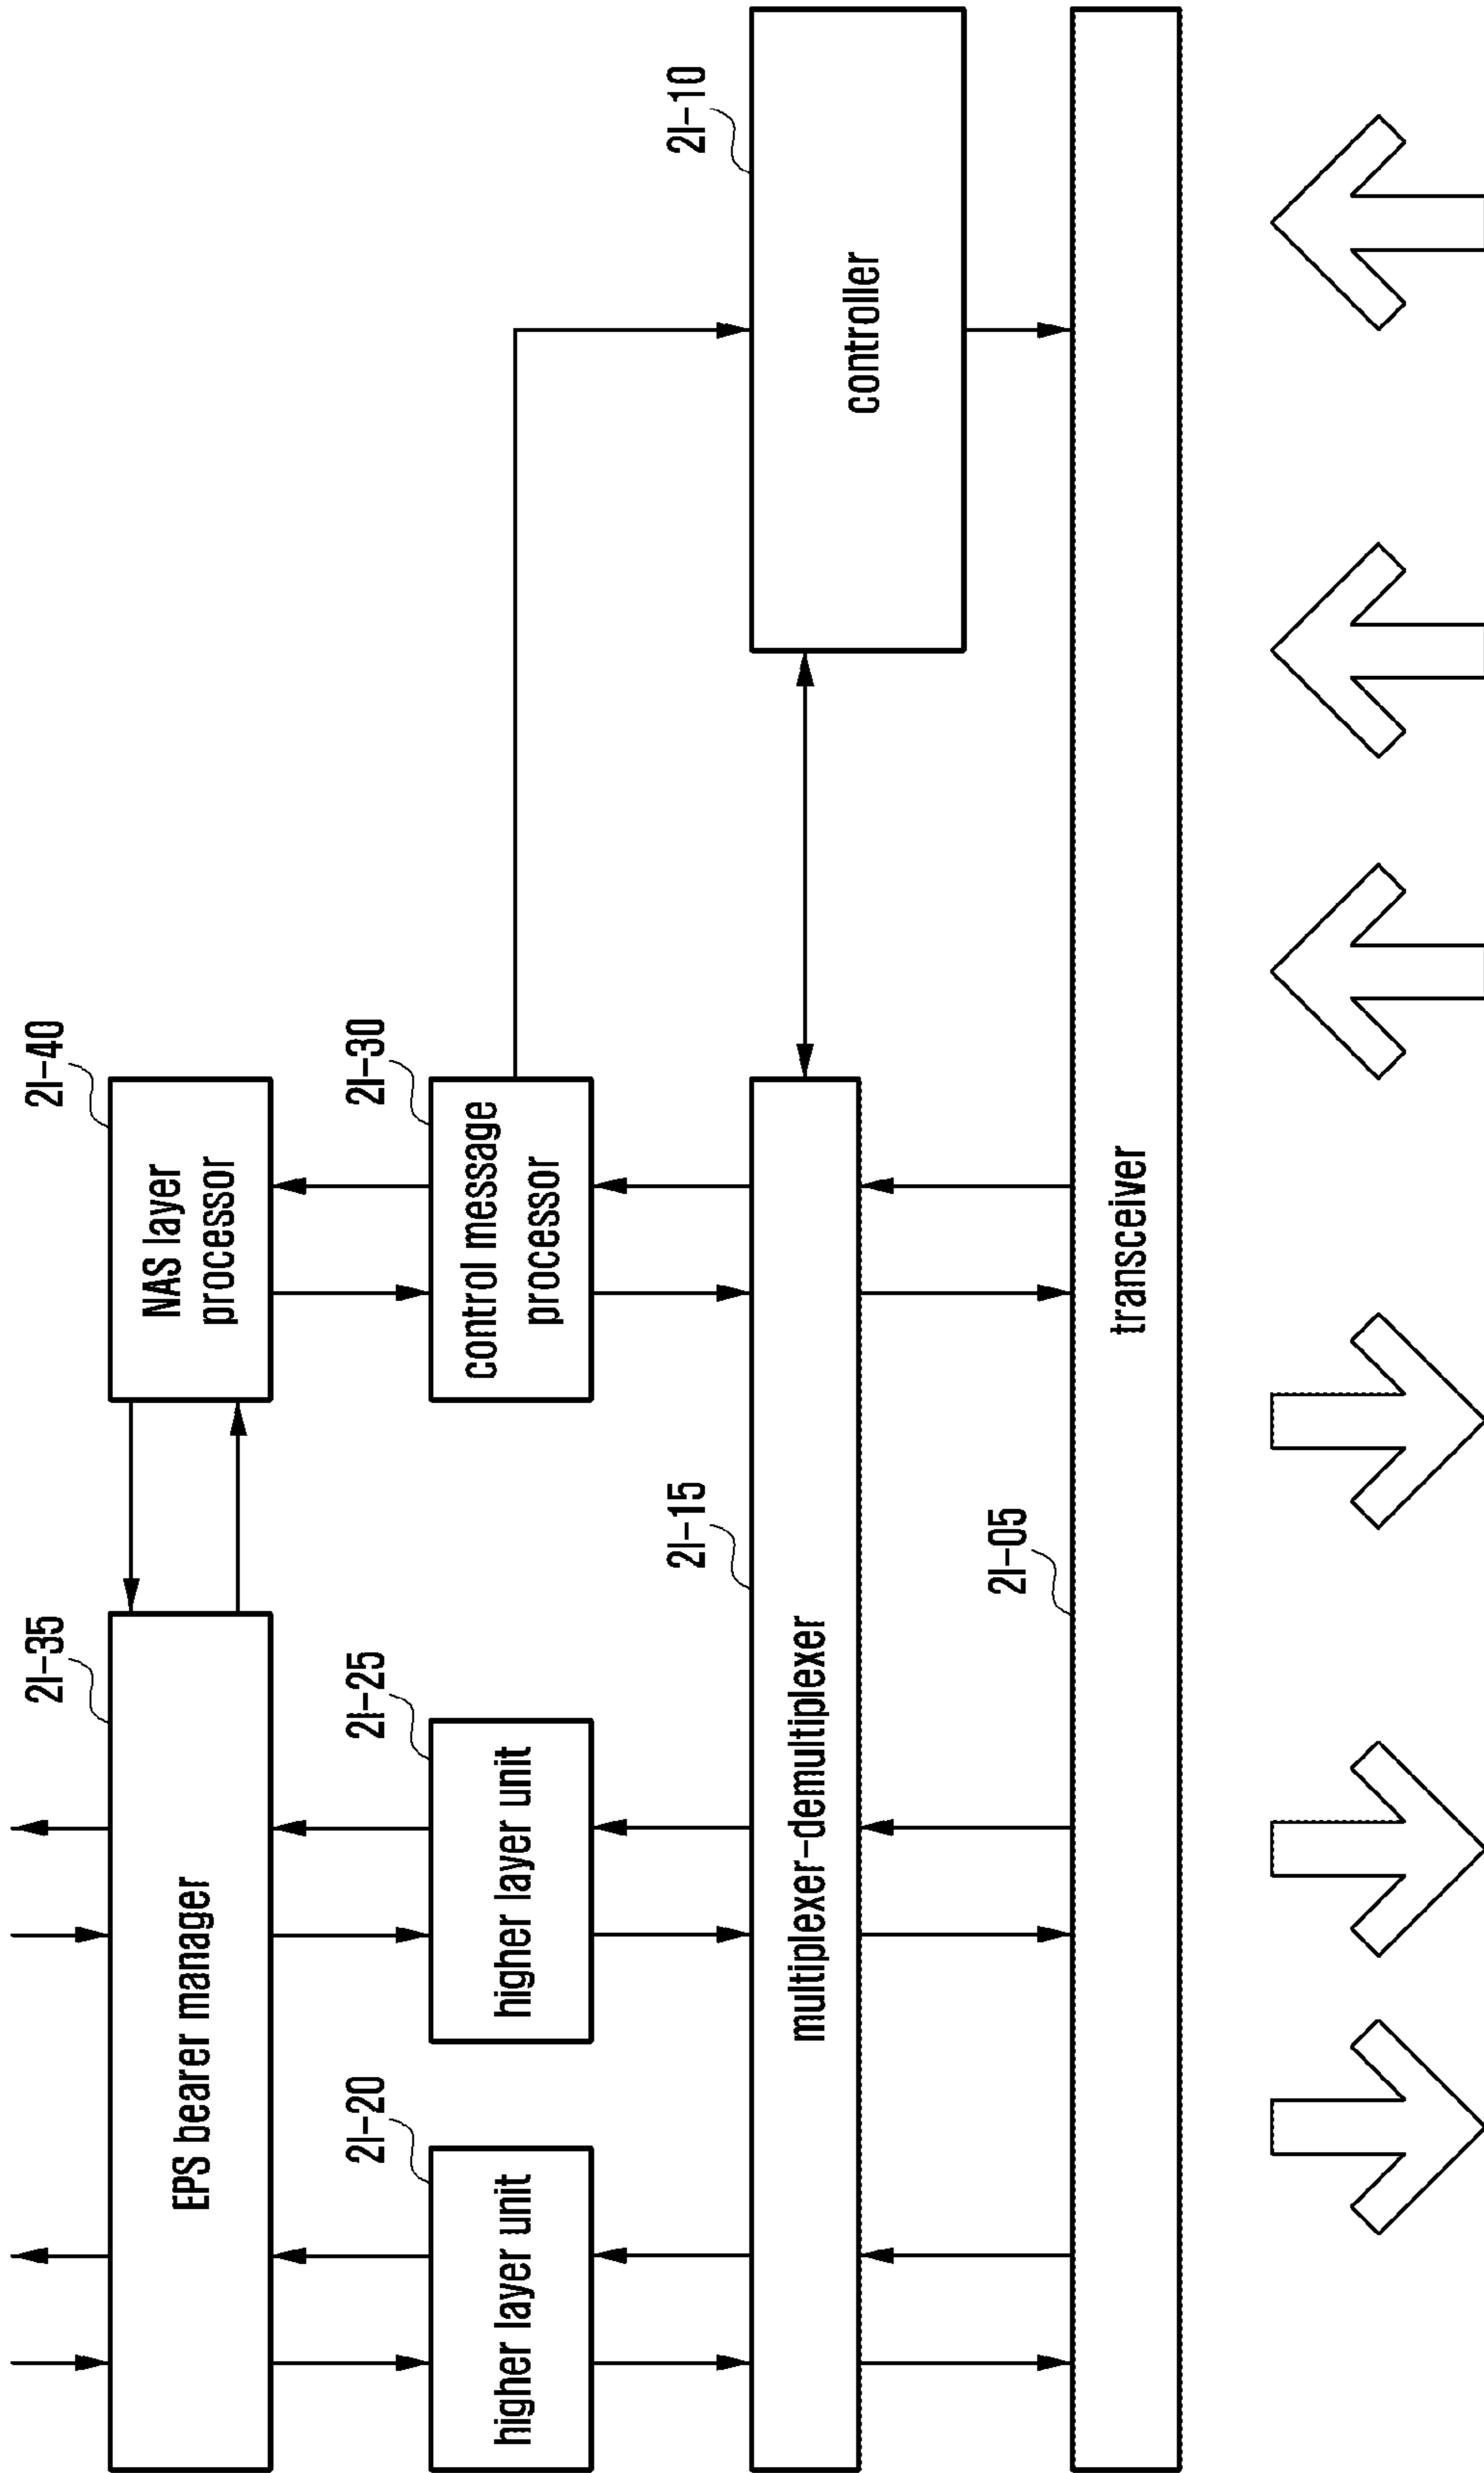 2l-35
2l-40
EPS bearer manager
NAS layer
processor
2l-20
2l-25
2l-30
higher layer unit
higher layer unit
control message
processor
2l-15
2l-10
multiplexer-demultiplexer
controller
2l-05
transceiver